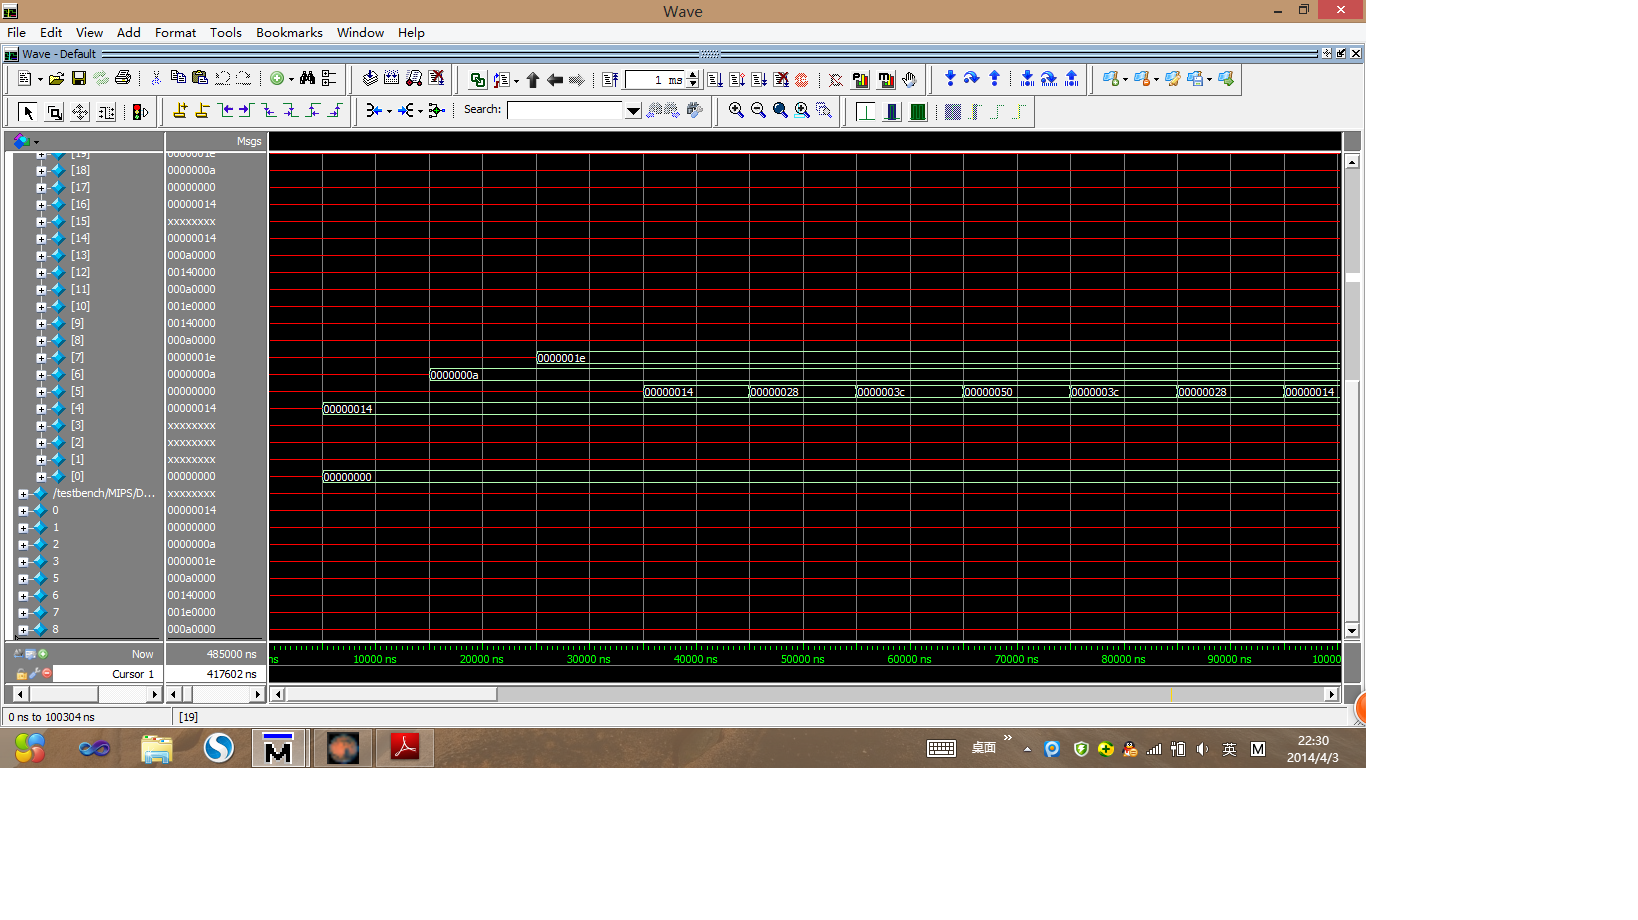 Wave
File Edit View Add Format Tools Bookmarks Window Help
Wave - Default
1 ms
Search:
Msgs
[19] 0000001e
[18] 0000000a
[17] 00000000
[16] 00000014
[15] xxxxxxxx
[14] 00000014
[13] 000a0000
[12] 00140000
[11] 000a0000
[10] 001e0000
[9] 00140000
[8] 000a0000
[7] 0000001e 0000001e
[6] 0000000a 0000000a
[5] 00000000 00000014 00000028 0000003c 00000050 0000003c 00000028 00000014
[4] 00000014 00000014
[3] xxxxxxxx
[2] xxxxxxxx
[1] xxxxxxxx
[0] 00000000 00000000
/testbench/MIPS/D... xxxxxxxx
0 00000014
1 00000000
2 0000000a
3 0000001e
5 000a0000
6 00140000
7 001e0000
8 000a0000
Now 485000 ns
ns 10000 ns 20000 ns 30000 ns 40000 ns 50000 ns 60000 ns 70000 ns 80000 ns 90000 ns 10000
Cursor 1 417602 ns
0 ns to 100304 ns [19]
桌面
英
M
22:30
2014/4/3